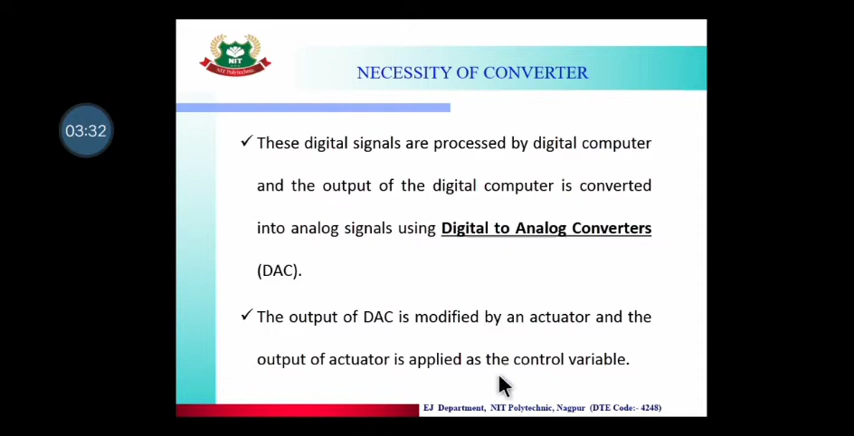 NIT
NIT Polytechnic
NECESSITY OF CONVERTER
03:32
✓ These digital signals are processed by digital computer
and the output of the digital computer is converted
into analog signals using Digital to Analog Converters
(DAC).
✓ The output of DAC is modified by an actuator and the
output of actuator is applied as the control variable.
EJ Department, NIT Polytechnic, Nagpur (DTE Code:- 4248)